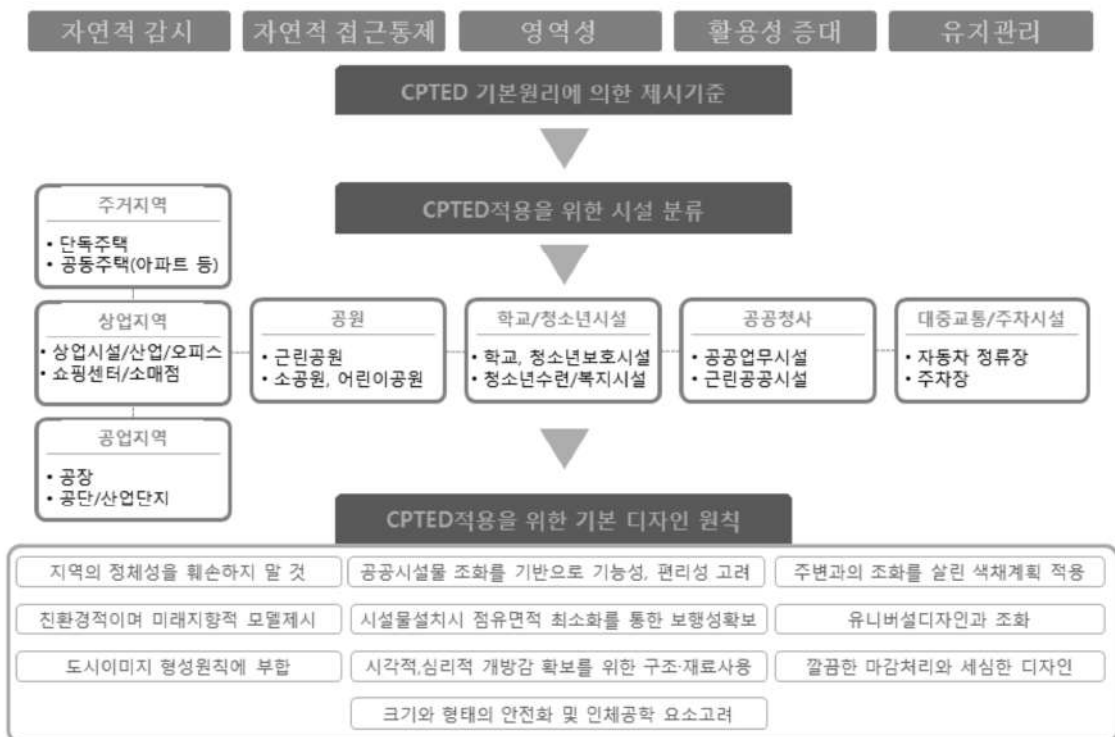 자연적 감시
자연적 접근통제
영역성
활용성 증대
유지관리
CPTED 기본원리에 의한 제시기준
CPTED적용을 위한 시설 분류
주거지역
• 단독주택
• 공동주택(아파트 등)
상업지역
• 상업시설/산업/오피스
• 쇼핑센터/소매점
공업지역
• 공장
• 공단/산업단지
공원
• 근린공원
• 소공원, 어린이공원
학교/청소년시설
• 학교, 청소년보호시설
• 청소년수련/복지시설
공공청사
• 공공업무시설
• 근린공공시설
대중교통/주차시설
• 자동차 정류장
• 주차장
CPTED적용을 위한 기본 디자인 원칙
지역의 정체성을 훼손하지 말 것
공공시설물 조화를 기반으로 기능성, 편리성 고려
주변과의 조화를 살린 색채계획 적용
친환경적이며 미래지향적 모델제시
시설물설치시 점유면적 최소화를 통한 보행성확보
유니버설디자인과 조화
도시이미지 형성원칙에 부합
시각적,심리적 개방감 확보를 위한 구조·재료사용
깔끔한 마감처리와 세심한 디자인
크기와 형태의 안전화 및 인체공학 요소고려